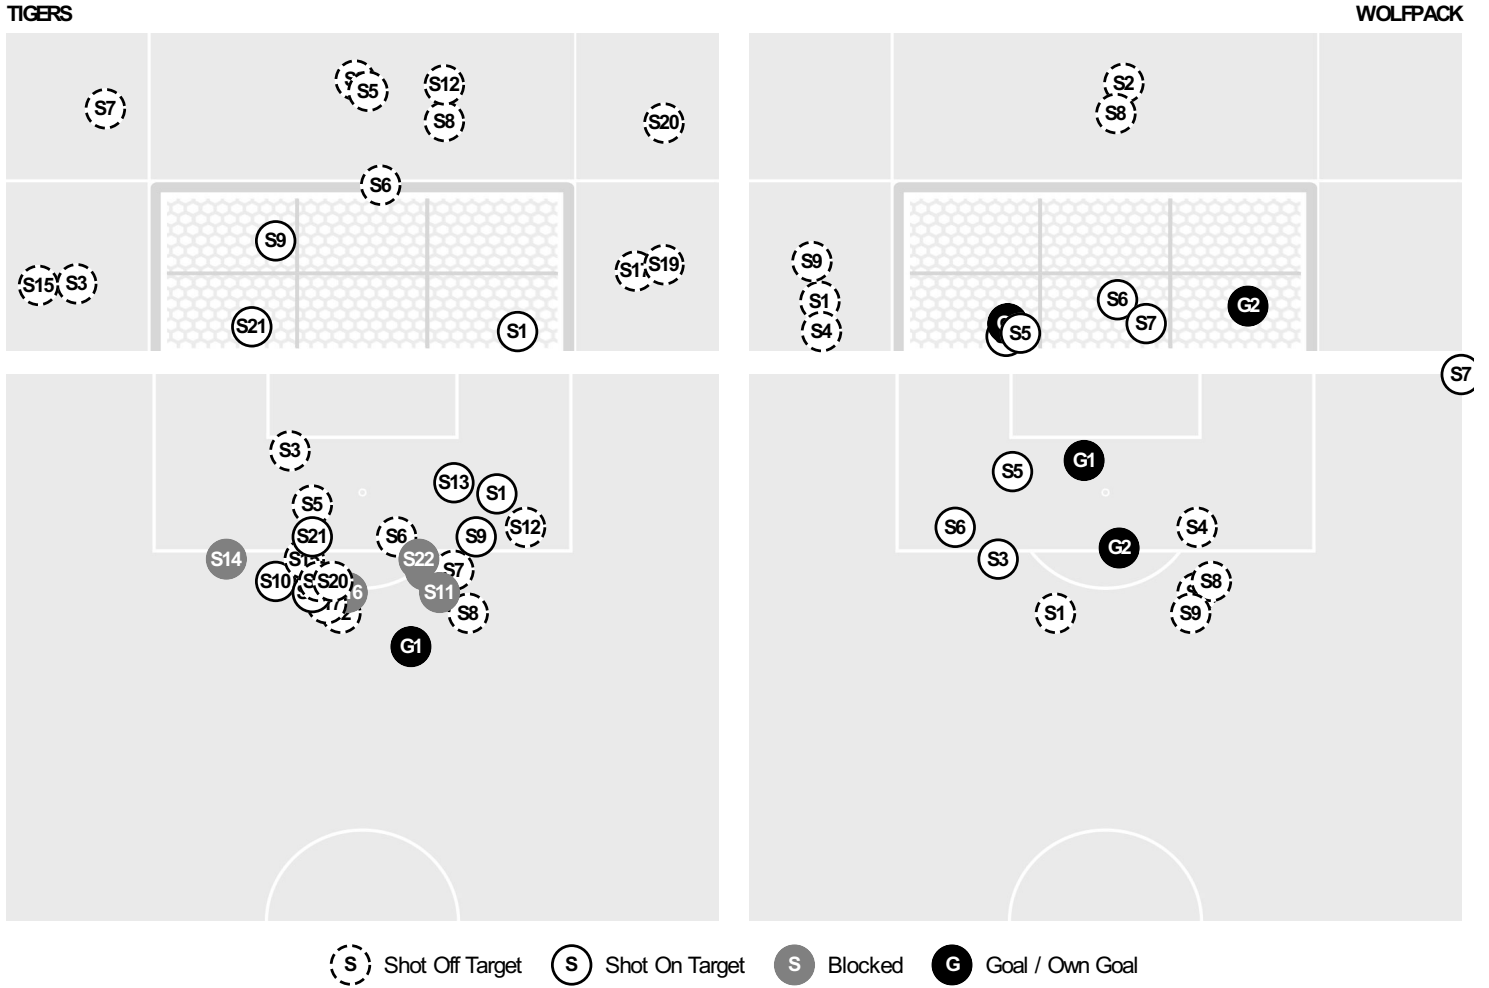 TIGERS
WOLFPACK
S5
S12
S7
S8
S20
S6
S9
S15
S3
S19
S21
S1
S2
S8
S9
S1
S4
S6
S7
G2
S5
S7
S3
S13
S1
S5
S12
S21
S6
S9
S14
S22
S7
S10
S20
S11
S8
G1
G1
S5
S6
S4
G2
S3
S8
S1
S9
S Shot Off Target
S Shot On Target
S Blocked
G Goal / Own Goal